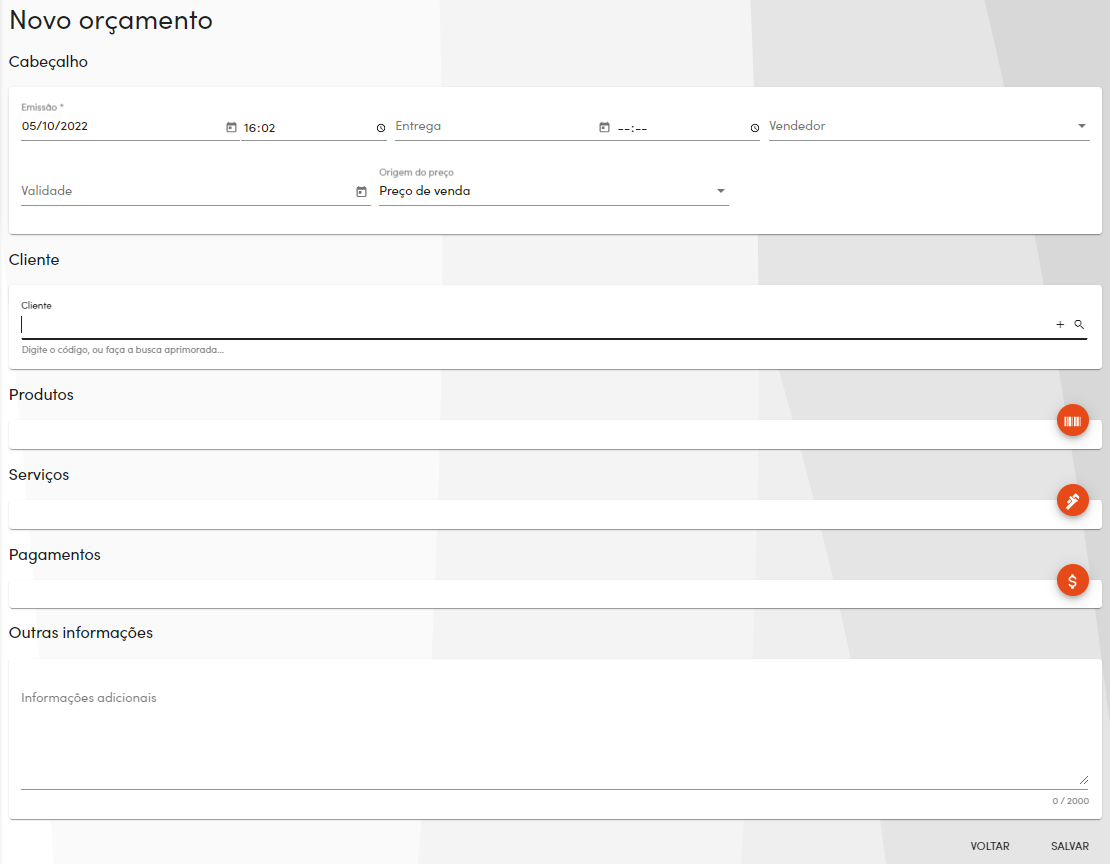 Novo orçamento
Cabeçalho
Emissão *
05/10/2022 16:02 Entrega --:-- Vendedor
Origem do preço
Validade Preço de venda
Cliente
Cliente
Digite o código, ou faça a busca aprimorada...
Produtos
Serviços
Pagamentos
Outras informações
Informações adicionais
0 / 2000
VOLTAR SALVAR